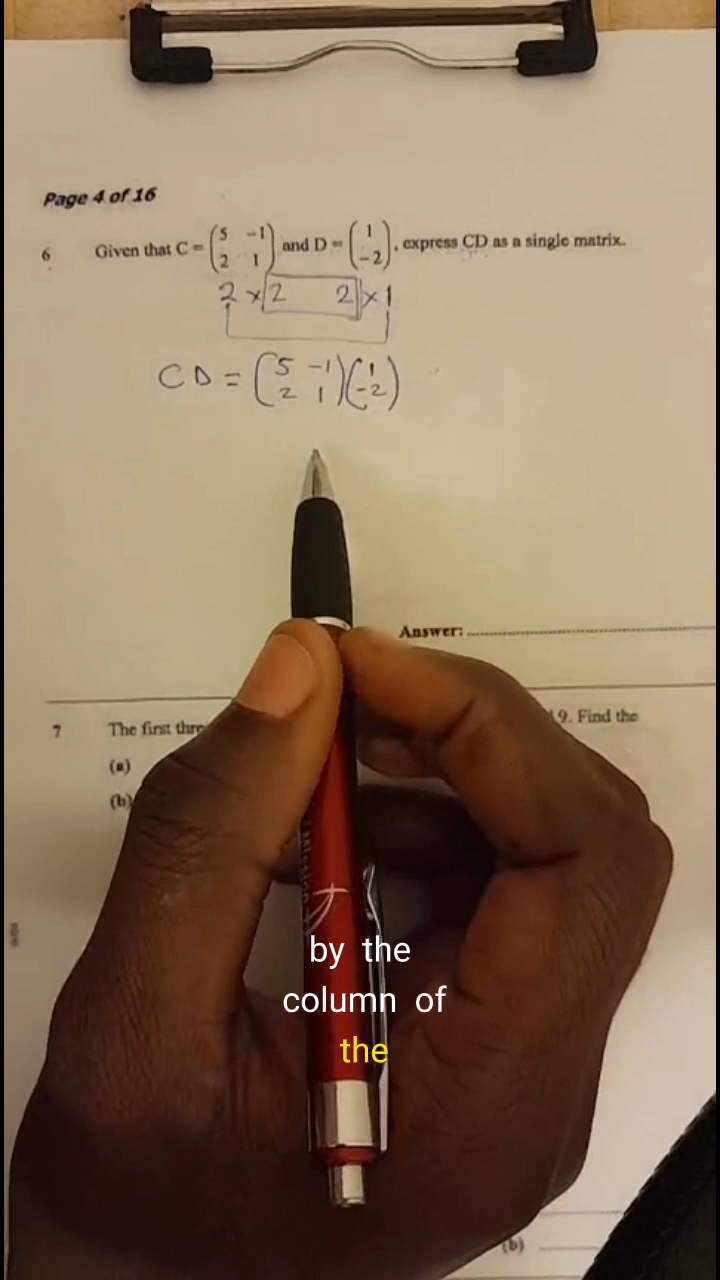 Page 4 of 16
6 Given that C = (5 -1 2 1) and D = (1 -2), express CD as a single matrix.
2 × 2 2 × 1
CD = (5 -1 2 1)(1 -2)
Answer: ........................
7 The first thre 19. Find the
(a)
(b)
by the
column of
the
(b)